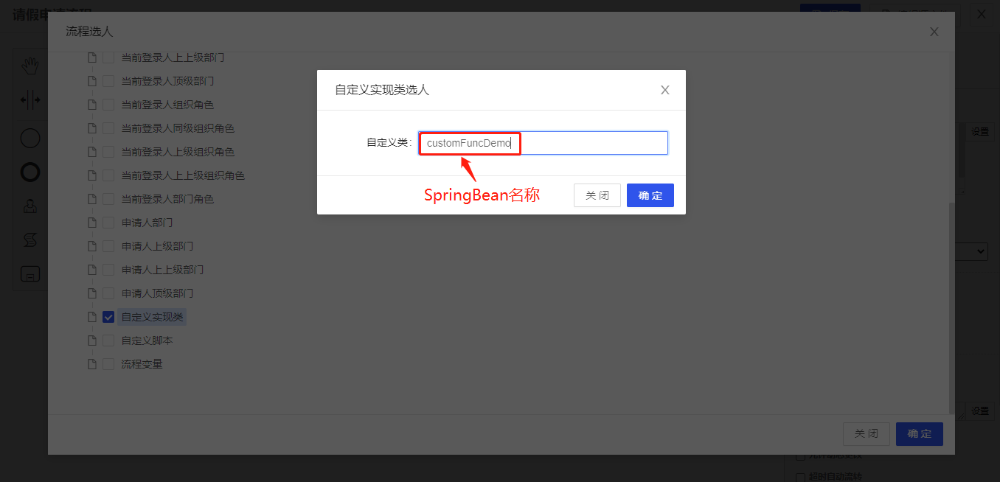 请假申请流程
流程选人
当前登录人上上级部门
当前登录人顶级部门
当前登录人组织角色
当前登录人同级组织角色
当前登录人上级组织角色
当前登录人上上级组织角色
当前登录人部门角色
申请人部门
申请人上级部门
申请人上上级部门
申请人顶级部门
自定义实现类
自定义脚本
流程变量
自定义实现类选人
自定义类:
customFuncDemo
SpringBean名称
关 闭
确 定
设置
设置
关 闭
确 定
超时自动流转